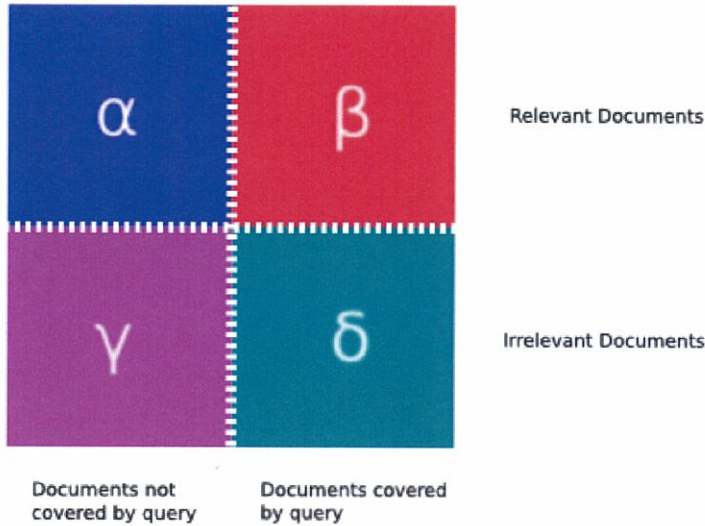 α
β
Relevant Documents
γ
δ
Irrelevant Documents
Documents not
covered by query
Documents covered
by query